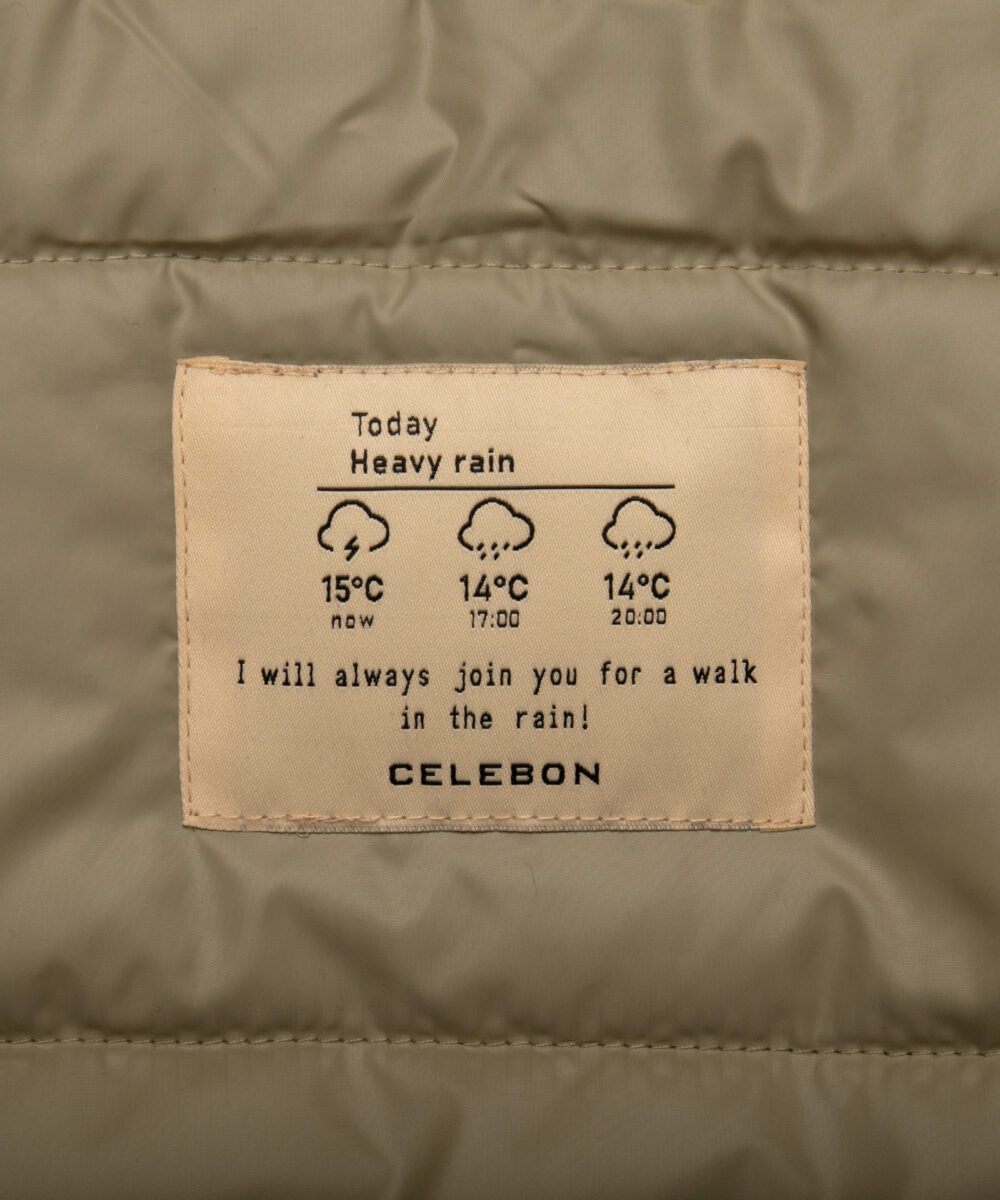 Today
Heavy rain
15°C 14°C 14°C
now 17:00 20:00
I will always join you for a walk
in the rain!
CELEBON